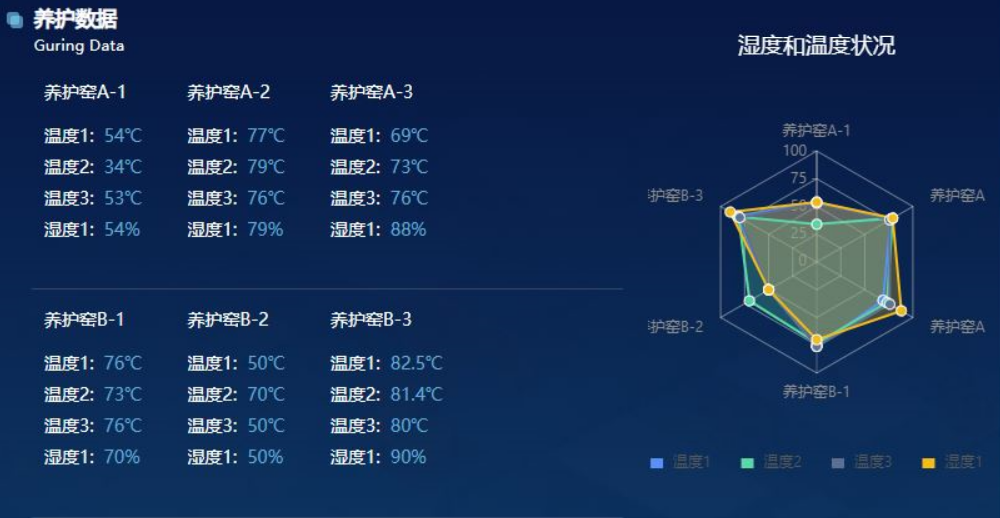 养护数据
Guring Data
养护窑A-1 养护窑A-2 养护窑A-3
温度1: 54℃ 温度1: 77℃ 温度1: 69℃
温度2: 34℃ 温度2: 79℃ 温度2: 73℃
温度3: 53℃ 温度3: 76℃ 温度3: 76℃
湿度1: 54% 湿度1: 79% 湿度1: 88%
养护窑B-1 养护窑B-2 养护窑B-3
温度1: 76℃ 温度1: 50℃ 温度1: 82.5℃
温度2: 73℃ 温度2: 70℃ 温度2: 81.4℃
温度3: 76℃ 温度3: 50℃ 温度3: 80℃
湿度1: 70% 湿度1: 50% 湿度1: 90%
湿度和温度状况
养护窑A-1
100
75
50
25
0
护窑B-3
养护窑A
护窑B-2
养护窑A
养护窑B-1
温度1 温度2 温度3 湿度1